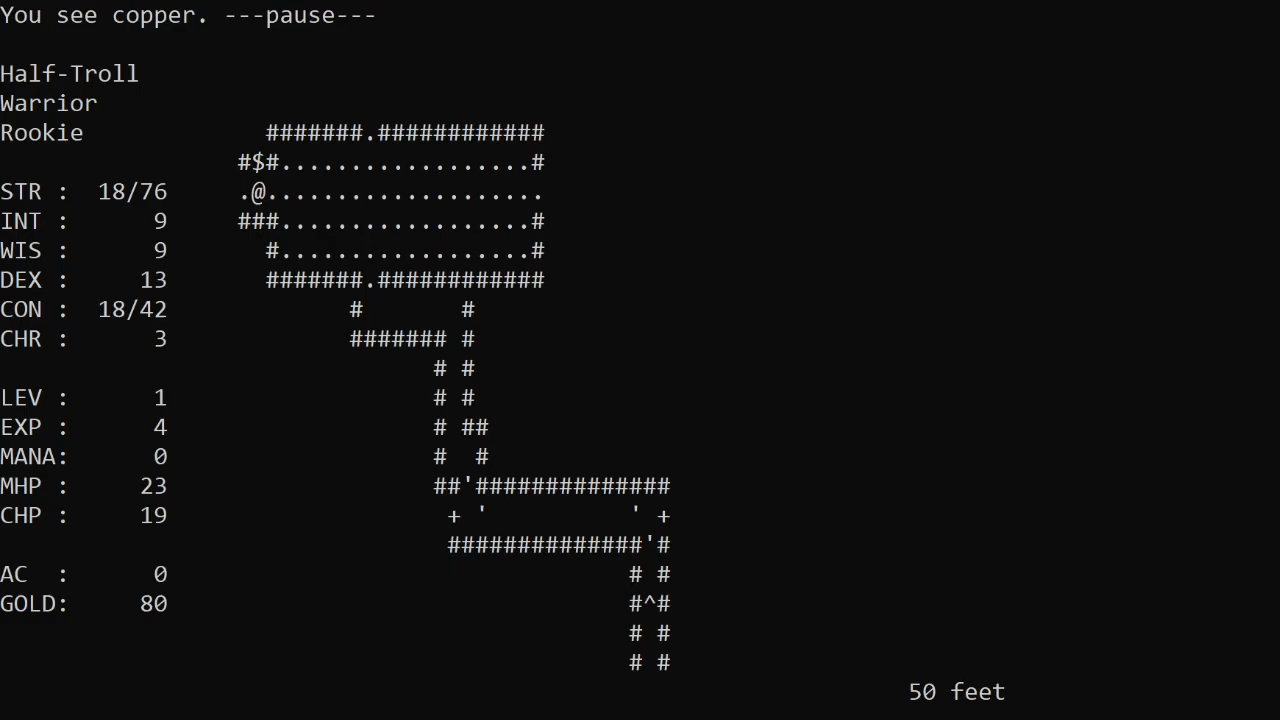 You see copper. ---pause---
Half-Troll
Warrior
Rookie             #######.############
                 #$#..................#
STR :  18/76     .@....................
INT :      9     ###..................#
WIS :      9       #..................#
DEX :     13       #######.############
CON :  18/42             #       #
CHR :      3             ####### #
                               # #
LEV :      1                   # #
EXP :      4                   # ##
MANA:      0                   #  #
MHP :     23                   ##'##############
CHP :     19                    + '          ' +
                                ##############'#
AC  :      0                                 # #
GOLD:     80                                 #^#
                                             # #
                                             # #
                                                                 50 feet